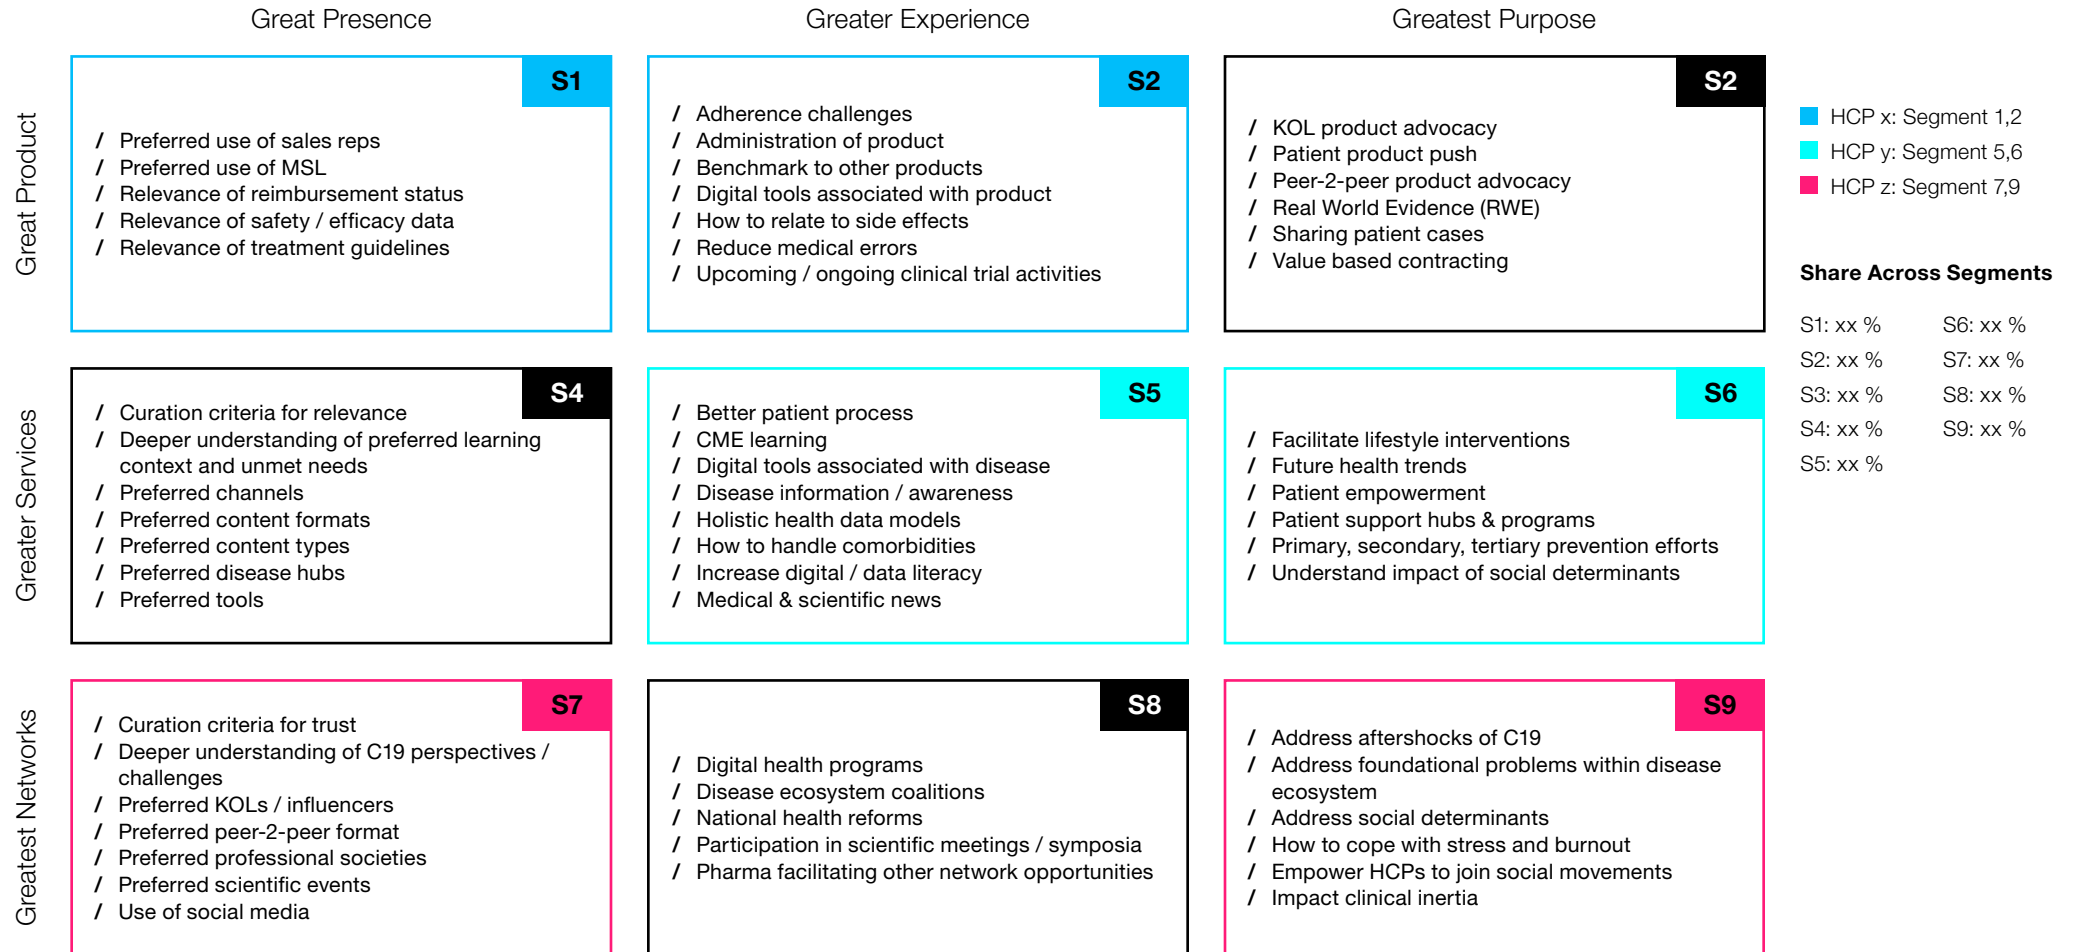 Great Presence
Greater Experience
Greatest Purpose
Great Product
S1
/ Preferred use of sales reps
/ Preferred use of MSL
/ Relevance of reimbursement status
/ Relevance of safety / efficacy data
/ Relevance of treatment guidelines
S2
/ Adherence challenges
/ Administration of product
/ Benchmark to other products
/ Digital tools associated with product
/ How to relate to side effects
/ Reduce medical errors
/ Upcoming / ongoing clinical trial activities
S2
/ KOL product advocacy
/ Patient product push
/ Peer-2-peer product advocacy
/ Real World Evidence (RWE)
/ Sharing patient cases
/ Value based contracting
Greater Services
S4
/ Curation criteria for relevance
/ Deeper understanding of preferred learning
context and unmet needs
/ Preferred channels
/ Preferred content formats
/ Preferred content types
/ Preferred disease hubs
/ Preferred tools
S5
/ Better patient process
/ CME learning
/ Digital tools associated with disease
/ Disease information / awareness
/ Holistic health data models
/ How to handle comorbidities
/ Increase digital / data literacy
/ Medical & scientific news
S6
/ Facilitate lifestyle interventions
/ Future health trends
/ Patient empowerment
/ Patient support hubs & programs
/ Primary, secondary, tertiary prevention efforts
/ Understand impact of social determinants
Greatest Networks
S7
/ Curation criteria for trust
/ Deeper understanding of C19 perspectives /
challenges
/ Preferred KOLs / influencers
/ Preferred peer-2-peer format
/ Preferred professional societies
/ Preferred scientific events
/ Use of social media
S8
/ Digital health programs
/ Disease ecosystem coalitions
/ National health reforms
/ Participation in scientific meetings / symposia
/ Pharma facilitating other network opportunities
S9
/ Address aftershocks of C19
/ Address foundational problems within disease
ecosystem
/ Address social determinants
/ How to cope with stress and burnout
/ Empower HCPs to join social movements
/ Impact clinical inertia
HCP x: Segment 1,2
HCP y: Segment 5,6
HCP z: Segment 7,9
Share Across Segments
S1: xx %
S2: xx %
S3: xx %
S4: xx %
S5: xx %
S6: xx %
S7: xx %
S8: xx %
S9: xx %